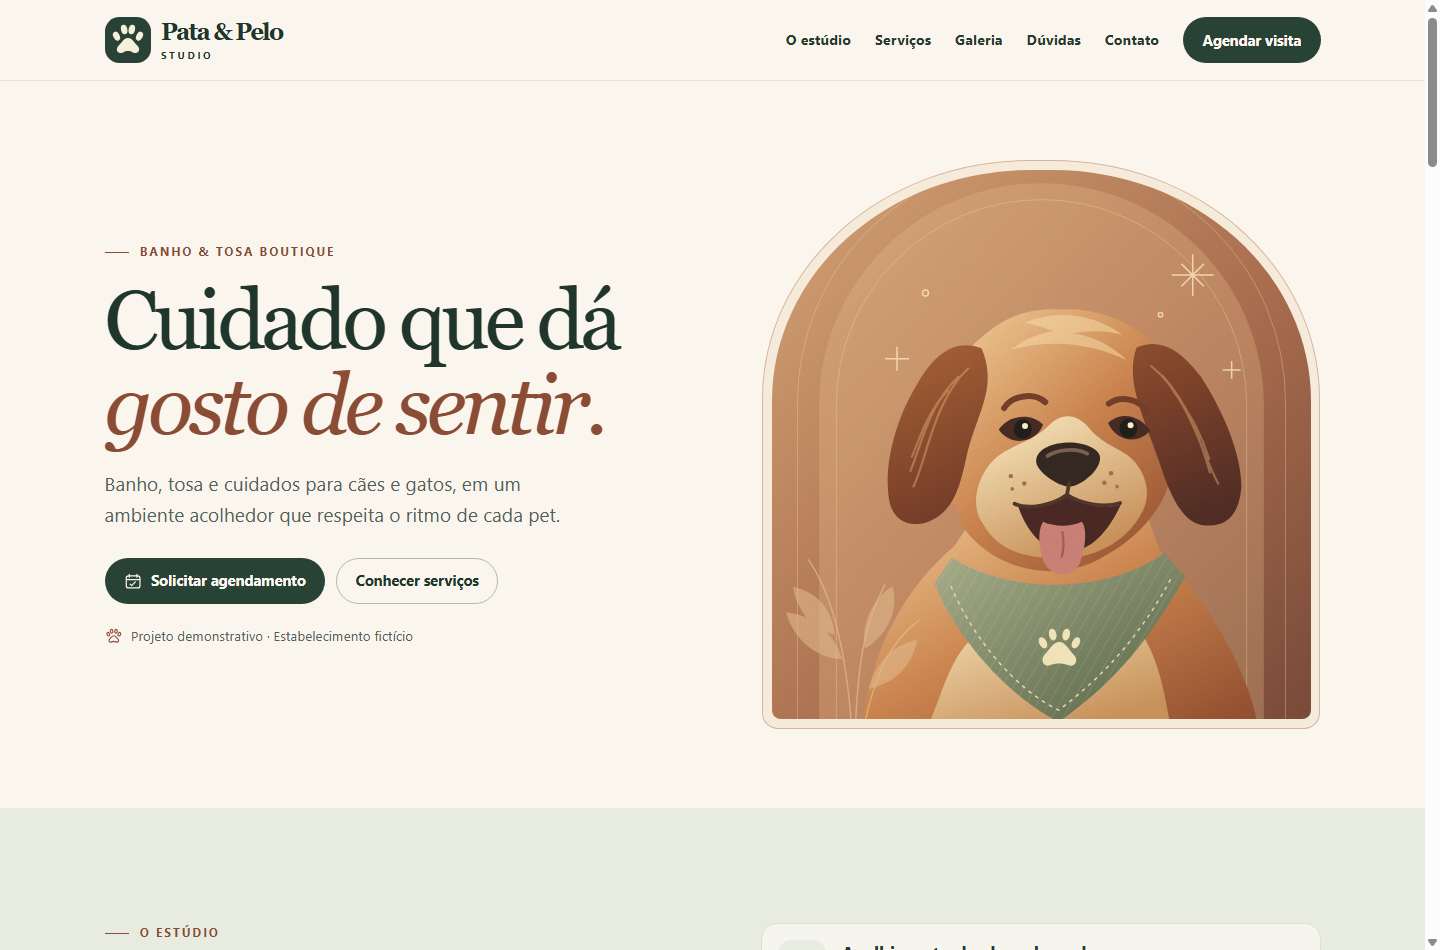 Pata & Pelo
STUDIO
O estúdio
Serviços
Galeria
Dúvidas
Contato
Agendar visita
BANHO & TOSA BOUTIQUE
Cuidado que dá
gosto de sentir.
Banho, tosa e cuidados para cães e gatos, em um
ambiente acolhedor que respeita o ritmo de cada pet.
Solicitar agendamento
Conhecer serviços
Projeto demonstrativo · Estabelecimento fictício
O ESTÚDIO